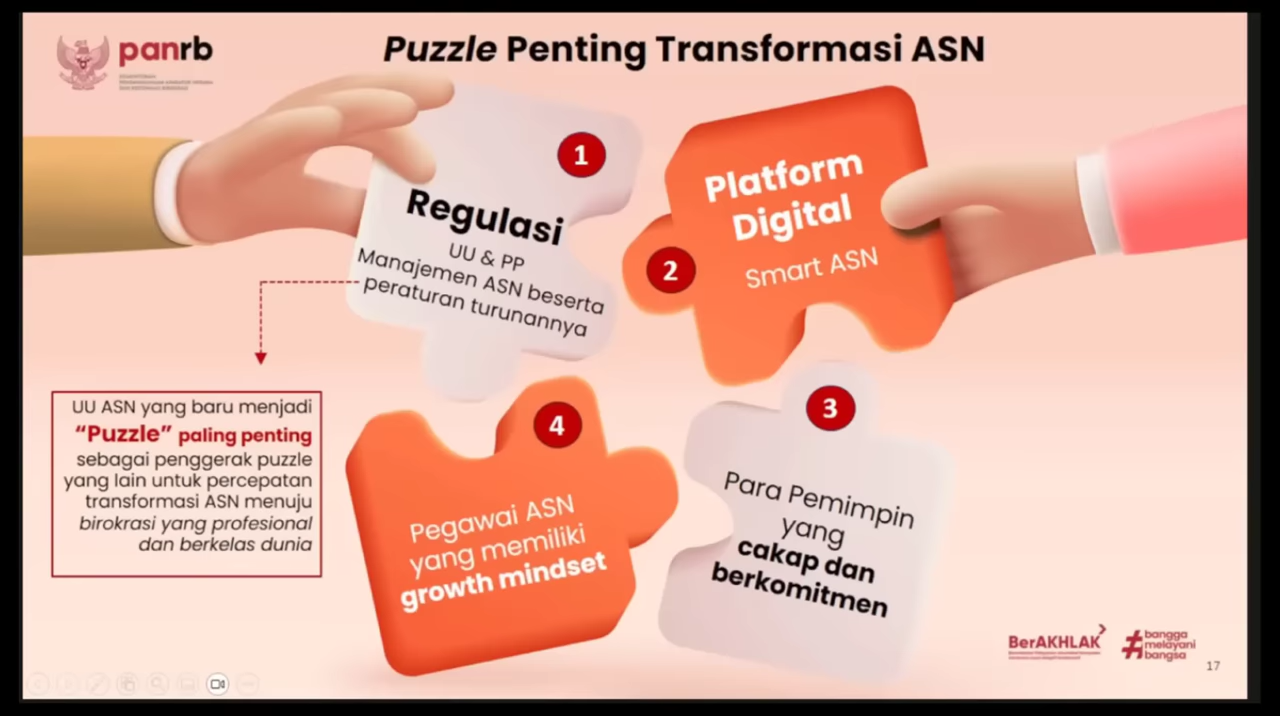 panrb
Puzzle Penting Transformasi ASN
1
Regulasi
UU & PP
Manajemen ASN beserta
peraturan turunannya
2
Platform
Digital
Smart ASN
3
Para Pemimpin
yang
cakap dan
berkomitmen
4
Pegawai ASN
yang memiliki
growth mindset
UU ASN yang baru menjadi
“Puzzle” paling penting
sebagai penggerak puzzle
yang lain untuk percepatan
transformasi ASN menuju
birokrasi yang profesional
dan berkelas dunia
BerAKHLAK
#bangga
melayani
bangsa
17